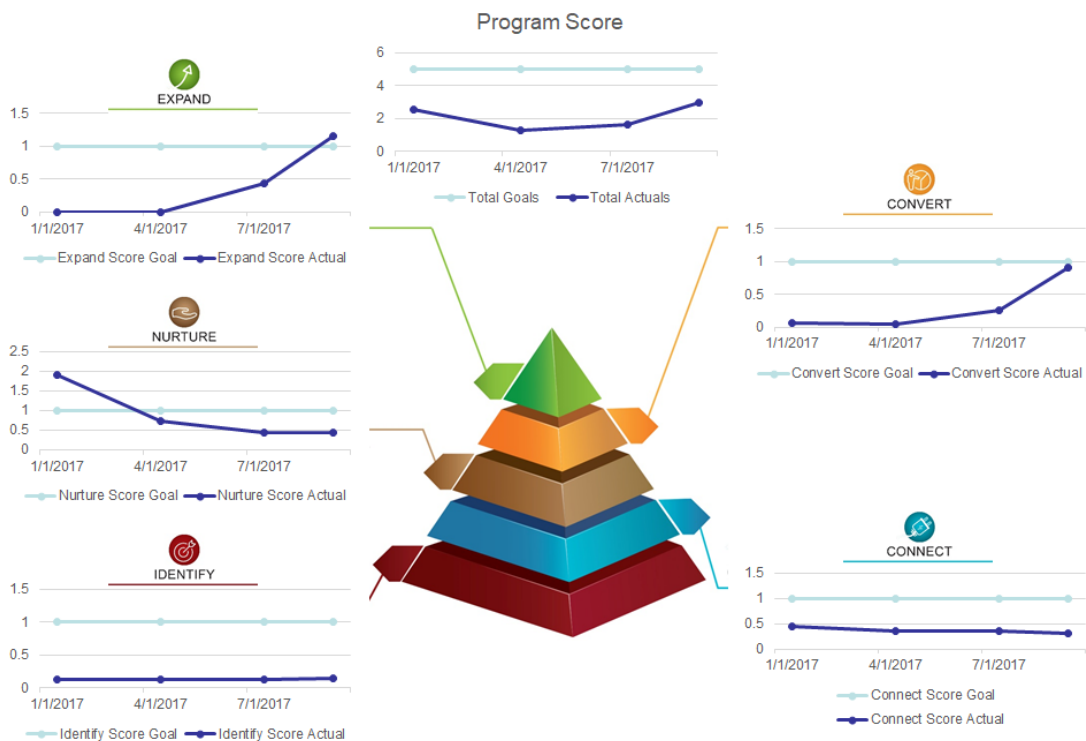 Program Score
6
4
2
0
1/1/2017 4/1/2017 7/1/2017
Total Goals Total Actuals
EXPAND
1.5
1
0.5
0
1/1/2017 4/1/2017 7/1/2017
Expand Score Goal Expand Score Actual
NURTURE
2.5
2
1.5
1
0.5
0
1/1/2017 4/1/2017 7/1/2017
Nurture Score Goal Nurture Score Actual
IDENTIFY
1.5
1
0.5
0
1/1/2017 4/1/2017 7/1/2017
Identify Score Goal Identify Score Actual
CONVERT
1.5
1
0.5
0
1/1/2017 4/1/2017 7/1/2017
Convert Score Goal Convert Score Actual
CONNECT
1.5
1
0.5
0
1/1/2017 4/1/2017 7/1/2017
Connect Score Goal
Connect Score Actual